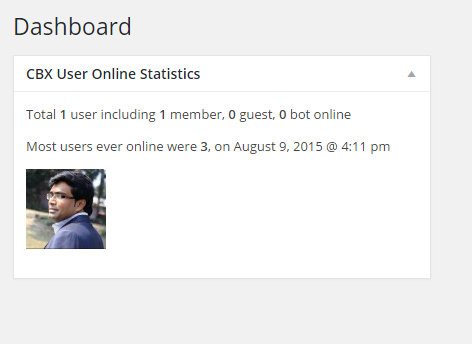 Dashboard
CBX User Online Statistics
Total 1 user including 1 member, 0 guest, 0 bot online
Most users ever online were 3, on August 9, 2015 @ 4:11 pm